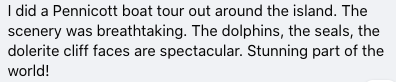 I did a Pennicott boat tour out around the island. The
scenery was breathtaking. The dolphins, the seals, the
dolerite cliff faces are spectacular. Stunning part of the
world!